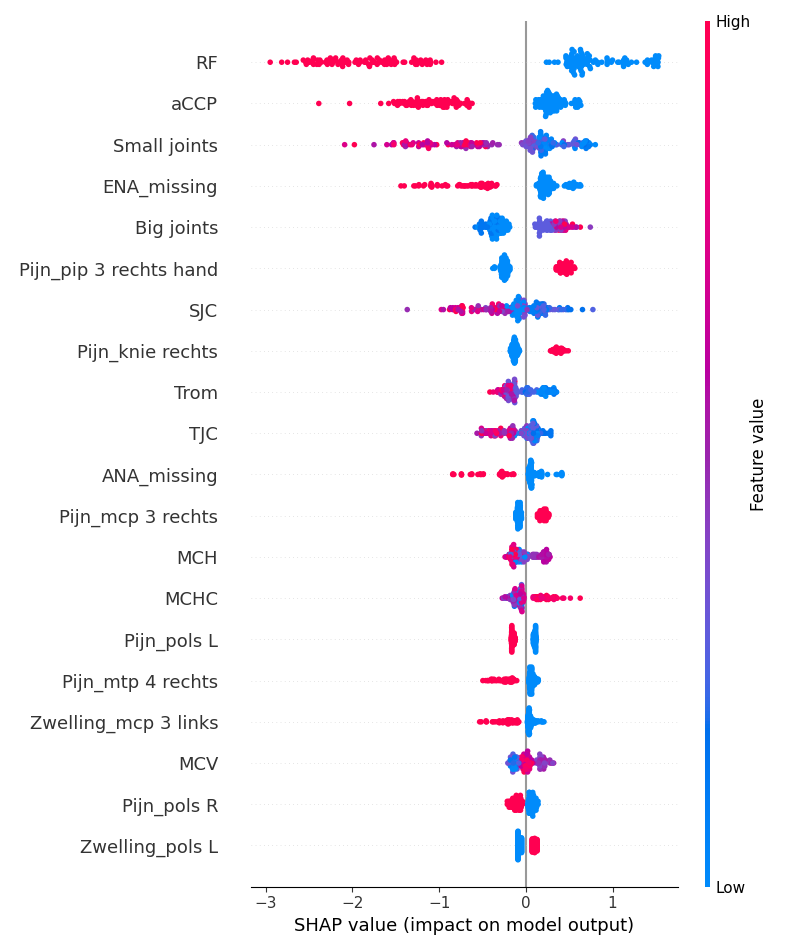 High
RF
aCCP
Small joints
ENA_missing
Big joints
Pijn_pip 3 rechts hand
SJC
Pijn_knie rechts
Trom
TJC
ANA_missing
Pijn_mcp 3 rechts
MCH
MCHC
Pijn_pols L
Pijn_mtp 4 rechts
Zwelling_mcp 3 links
MCV
Pijn_pols R
Zwelling_pols L
Feature value
Low
−3 −2 −1 0 1
SHAP value (impact on model output)